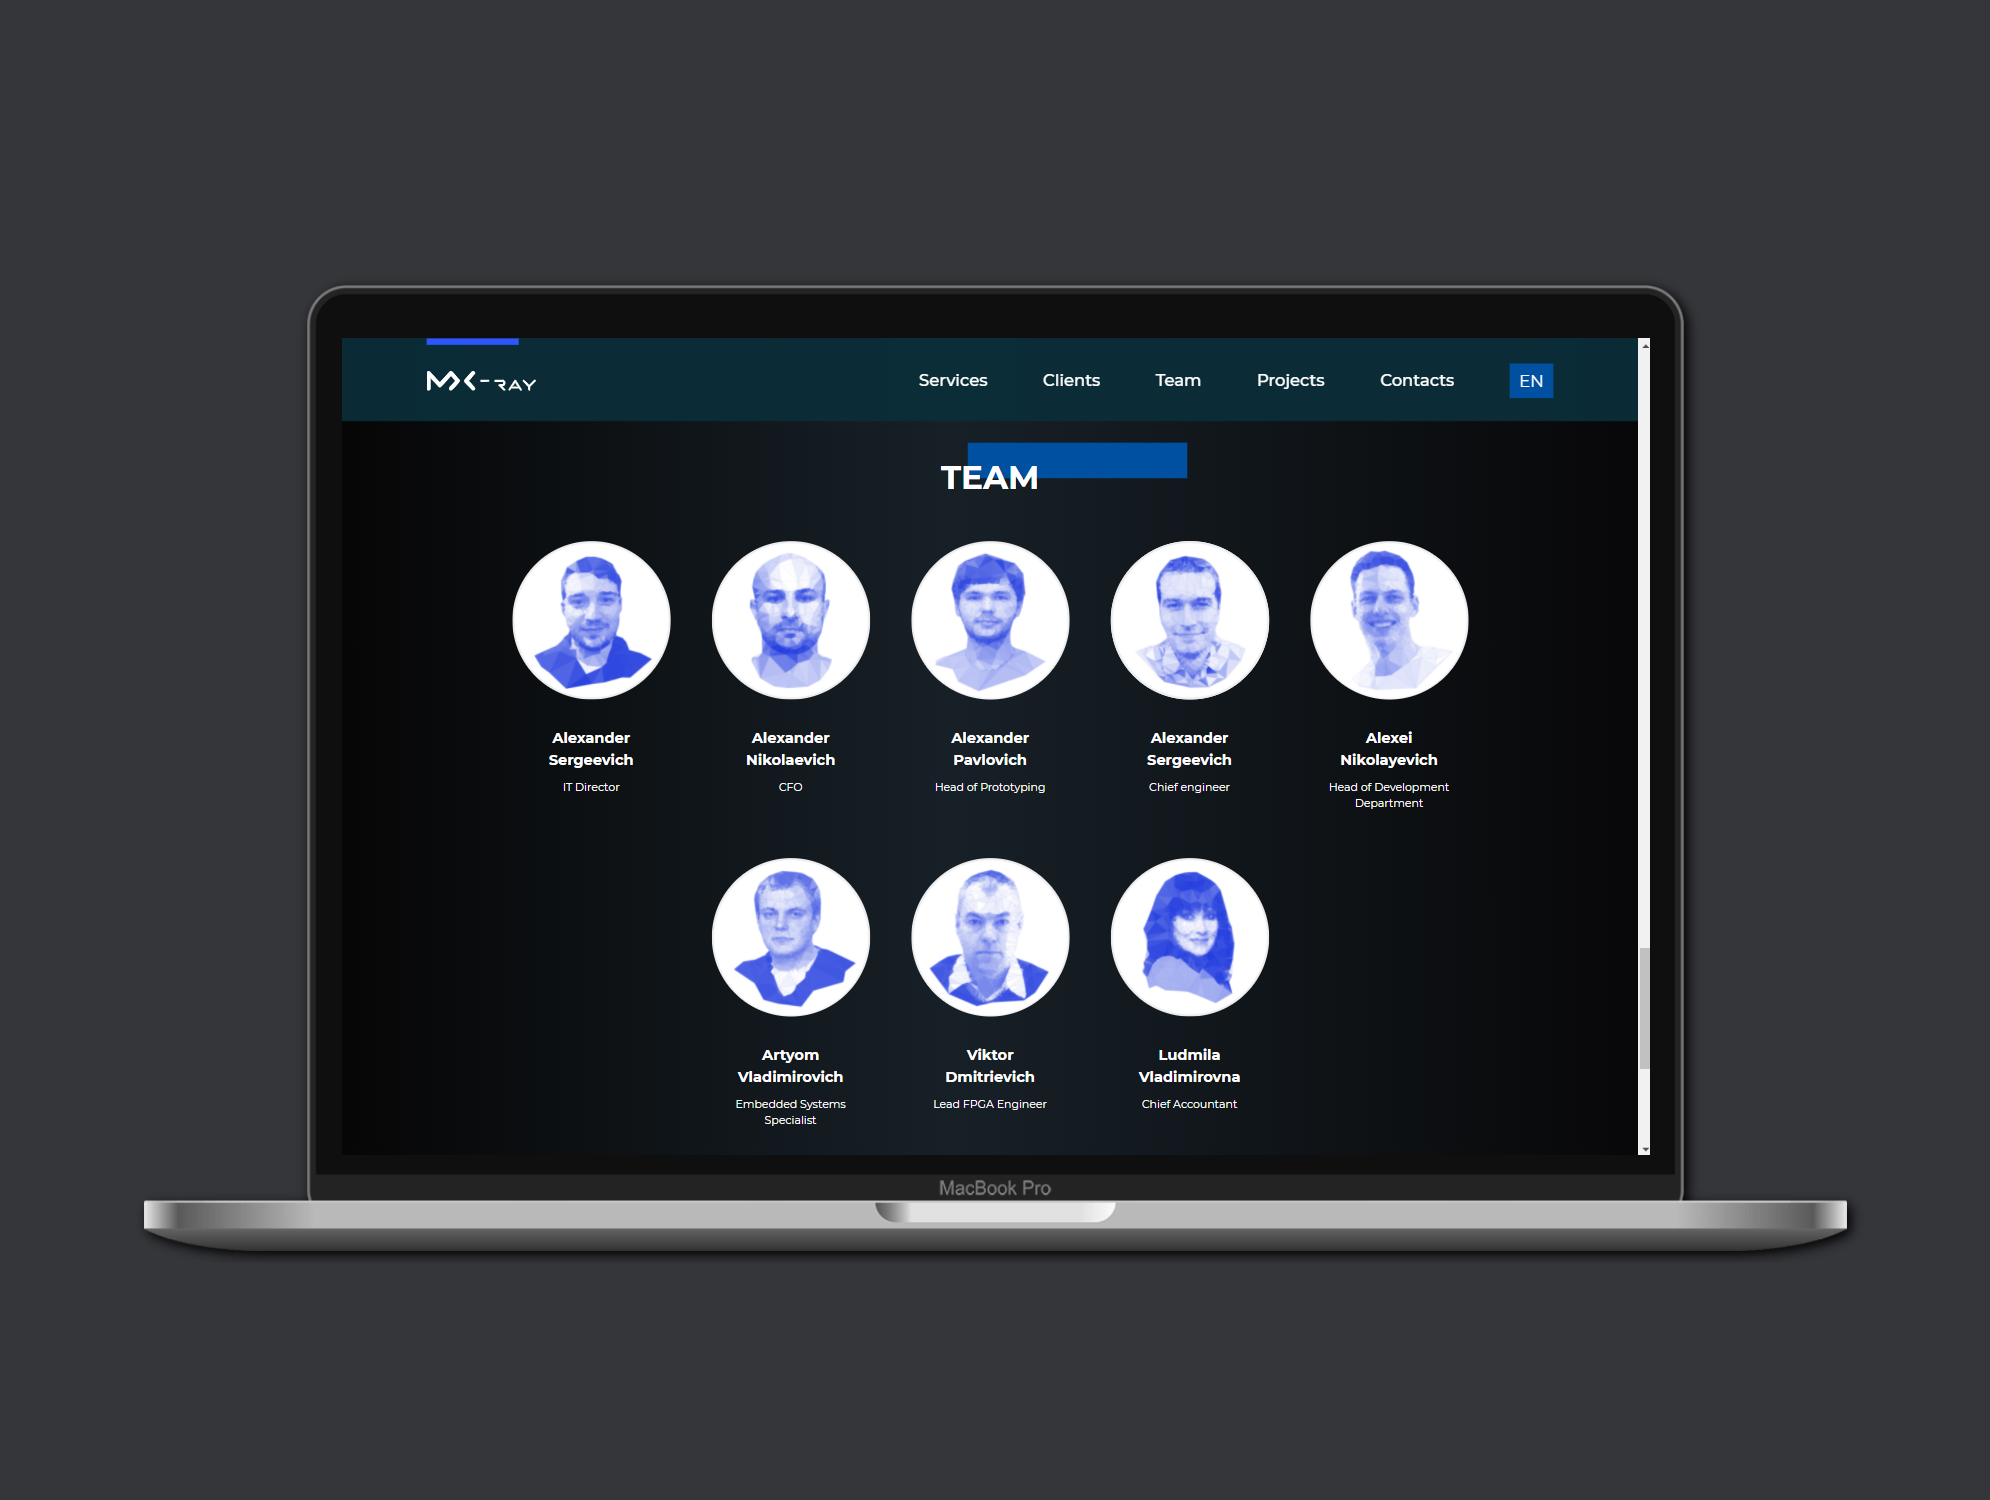 MX-RAY
Services Clients Team Projects Contacts EN
TEAM
Alexander Alexander Alexander Alexander Alexei
Sergeevich Nikolaevich Pavlovich Sergeevich Nikolayevich
IT Director CFO Head of Prototyping Chief engineer Head of Development
Department
Artyom Viktor Ludmila
Vladimirovich Dmitrievich Vladimirovna
Embedded Systems Lead FPGA Engineer Chief Accountant
Specialist
MacBook Pro